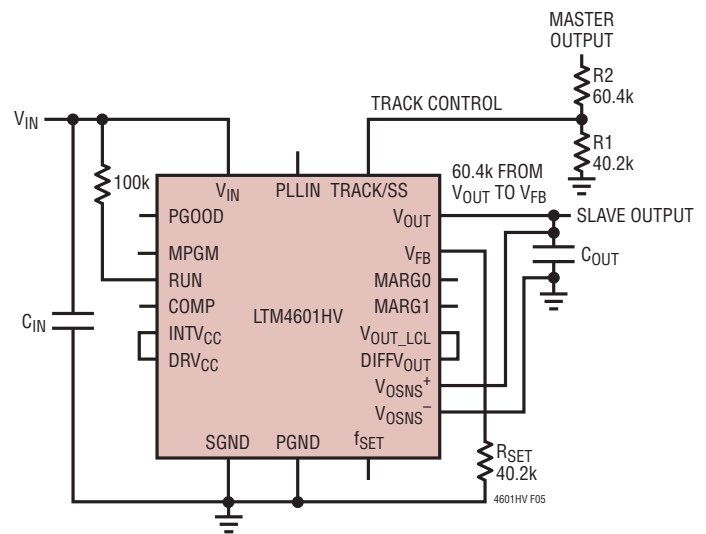 MASTER
OUTPUT
R2
60.4k
TRACK CONTROL
R1
40.2k
VIN
100k
VIN
PLLIN
TRACK/SS
60.4k FROM
VOUT TO VFB
PGOOD
VOUT
SLAVE OUTPUT
MPGM
VFB
COUT
RUN
MARG0
COMP
MARG1
LTM4601HV
CIN
INTVCC
VOUT_LCL
DRVCC
DIFFVOUT
VOSNS+
VOSNS–
SGND
PGND
fSET
RSET
40.2k
4601HV F05